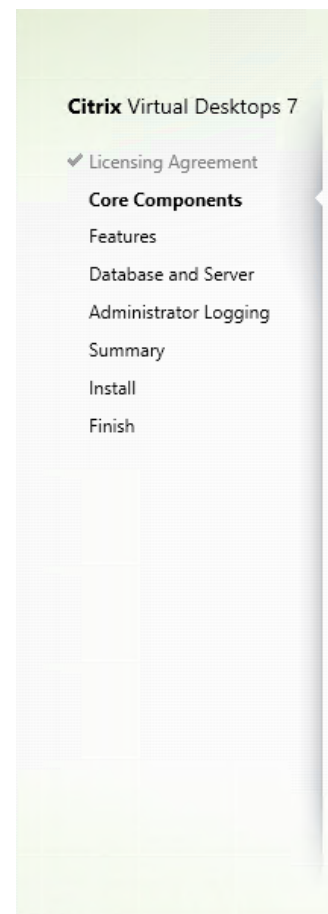 Citrix Virtual Desktops 7
Licensing Agreement
Core Components
Features
Database and Server
Administrator Logging
Summary
Install
Finish